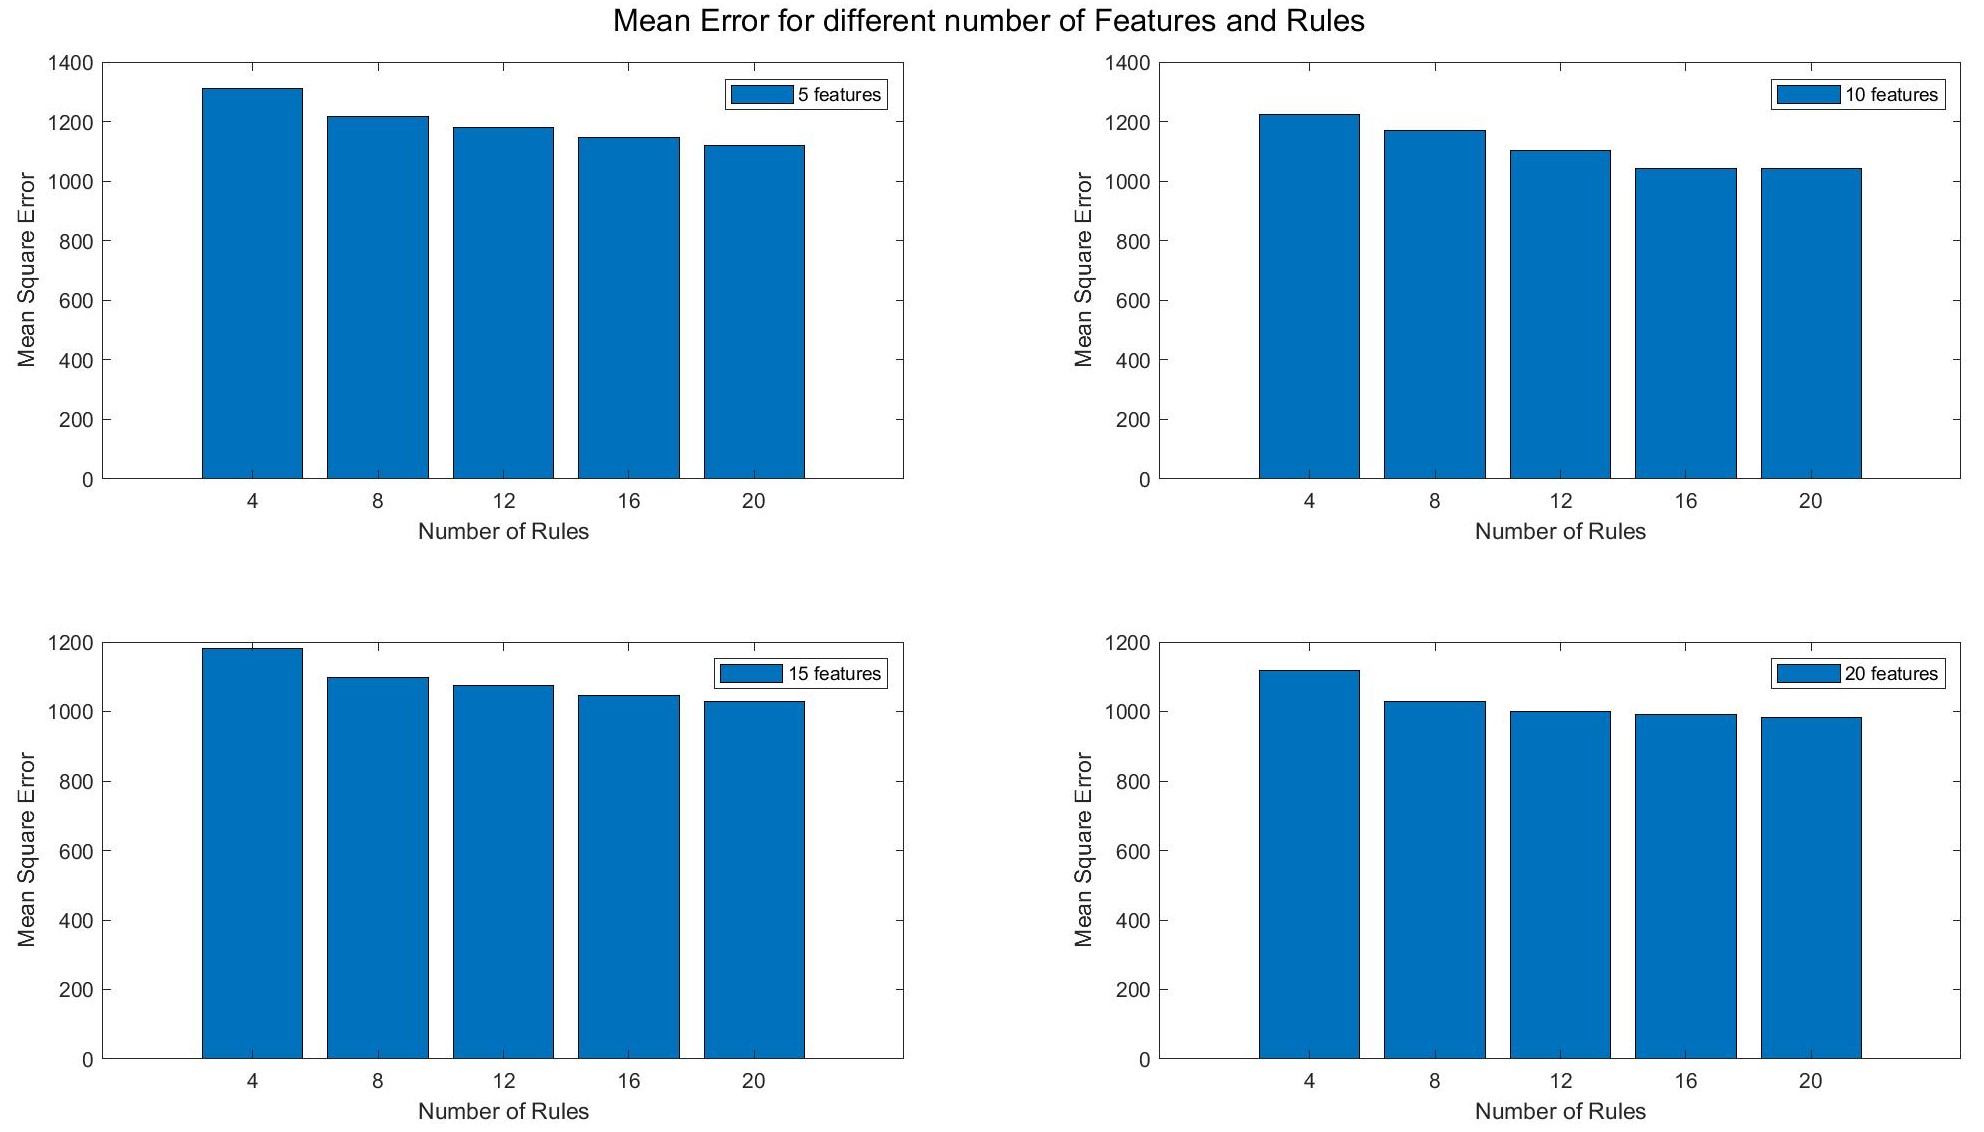 Mean Error for different number of Features and Rules
1400
1200
1000
800
600
400
200
0
Mean Square Error
5 features
4 8 12 16 20
Number of Rules
1400
1200
1000
800
600
400
200
0
Mean Square Error
10 features
4 8 12 16 20
Number of Rules
1200
1000
800
600
400
200
0
Mean Square Error
15 features
4 8 12 16 20
Number of Rules
1200
1000
800
600
400
200
0
Mean Square Error
20 features
4 8 12 16 20
Number of Rules